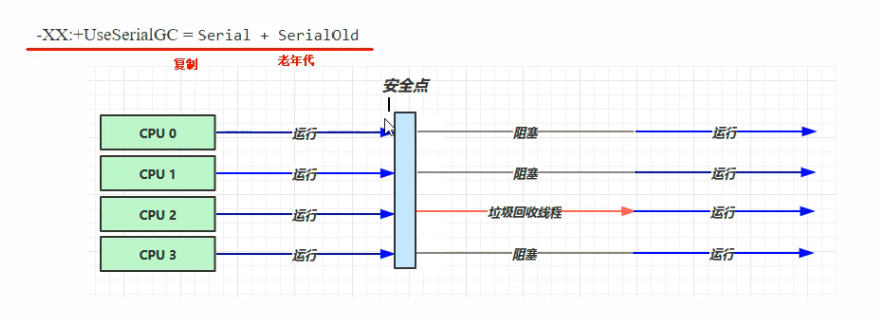 -XX:+UseSerialGC = Serial + SerialOld
复制 老年代
安全点
CPU 0 运行 阻塞 运行
CPU 1 运行 阻塞 运行
CPU 2 运行 垃圾回收线程 运行
CPU 3 运行 阻塞 运行